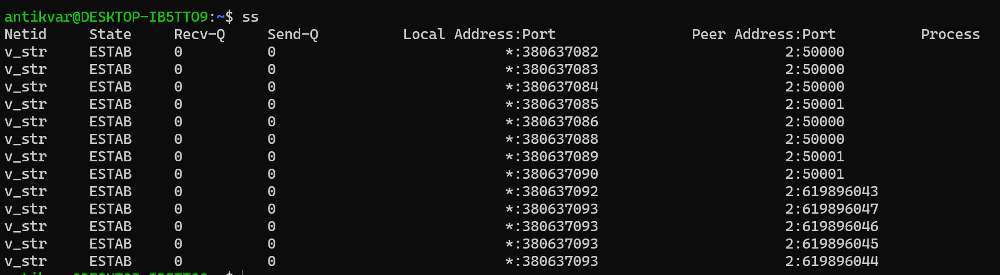 antikvar@DESKTOP-IB5TTO9:~$ ss
Netid State Recv-Q Send-Q Local Address:Port Peer Address:Port Process
v_str ESTAB 0 0 *:380637082 2:50000
v_str ESTAB 0 0 *:380637083 2:50000
v_str ESTAB 0 0 *:380637084 2:50000
v_str ESTAB 0 0 *:380637085 2:50001
v_str ESTAB 0 0 *:380637086 2:50000
v_str ESTAB 0 0 *:380637088 2:50000
v_str ESTAB 0 0 *:380637089 2:50001
v_str ESTAB 0 0 *:380637090 2:50001
v_str ESTAB 0 0 *:380637092 2:619896043
v_str ESTAB 0 0 *:380637093 2:619896047
v_str ESTAB 0 0 *:380637093 2:619896046
v_str ESTAB 0 0 *:380637093 2:619896045
v_str ESTAB 0 0 *:380637093 2:619896044